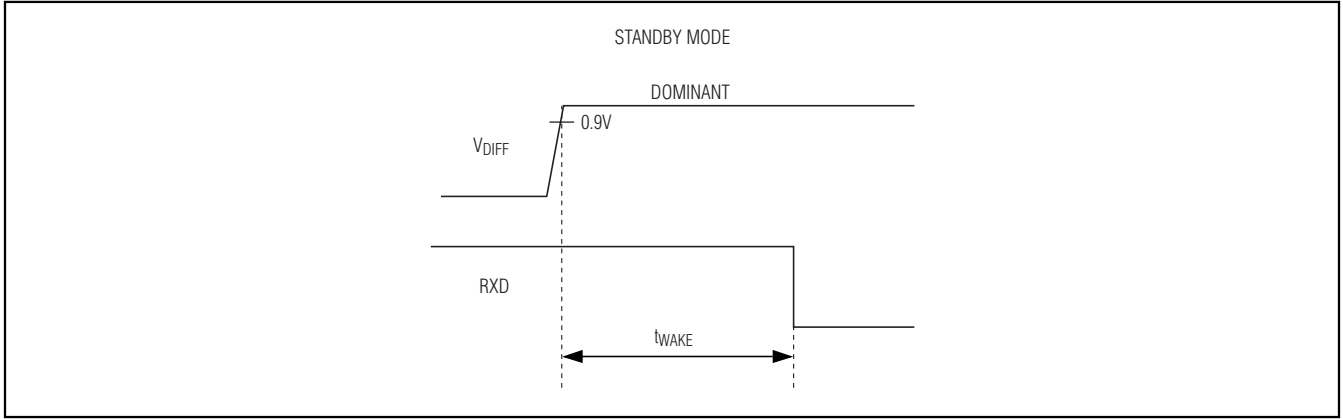 STANDBY MODE
DOMINANT
0.9V
VDIFF
RXD
tWAKE